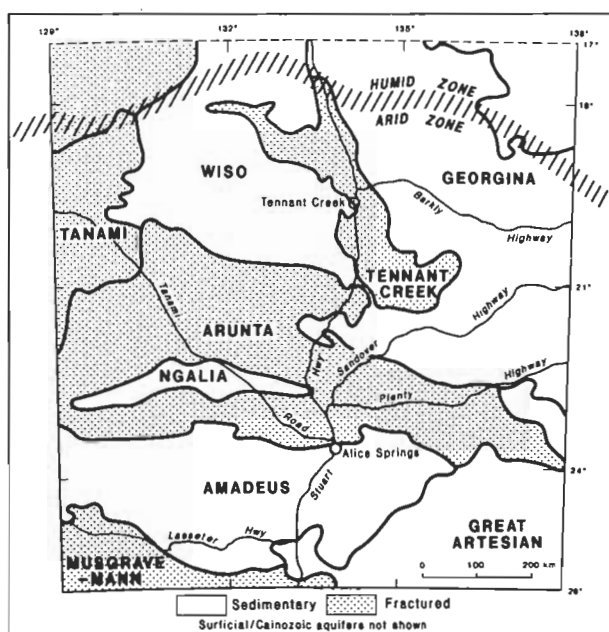 129°
132°
135°
138°
17°
HUMID ZONE
18°
ARID ZONE
WISO
GEORGINA
Tennant Creek
Barkly
Highway
TANAMI
TENNANT
CREEK
21°
Tanami
ARUNTA
Highway
Hwy
Sandover
Highway
NGALIA
Plenty
Road
Alice Springs
24°
AMADEUS
Stuart
GREAT
ARTESIAN
Lasseter Hwy
MUSGRAVE
-MANN
0 100 200 km
26°
Sedimentary Fractured
Surficial/Cainozoic aquifers not shown